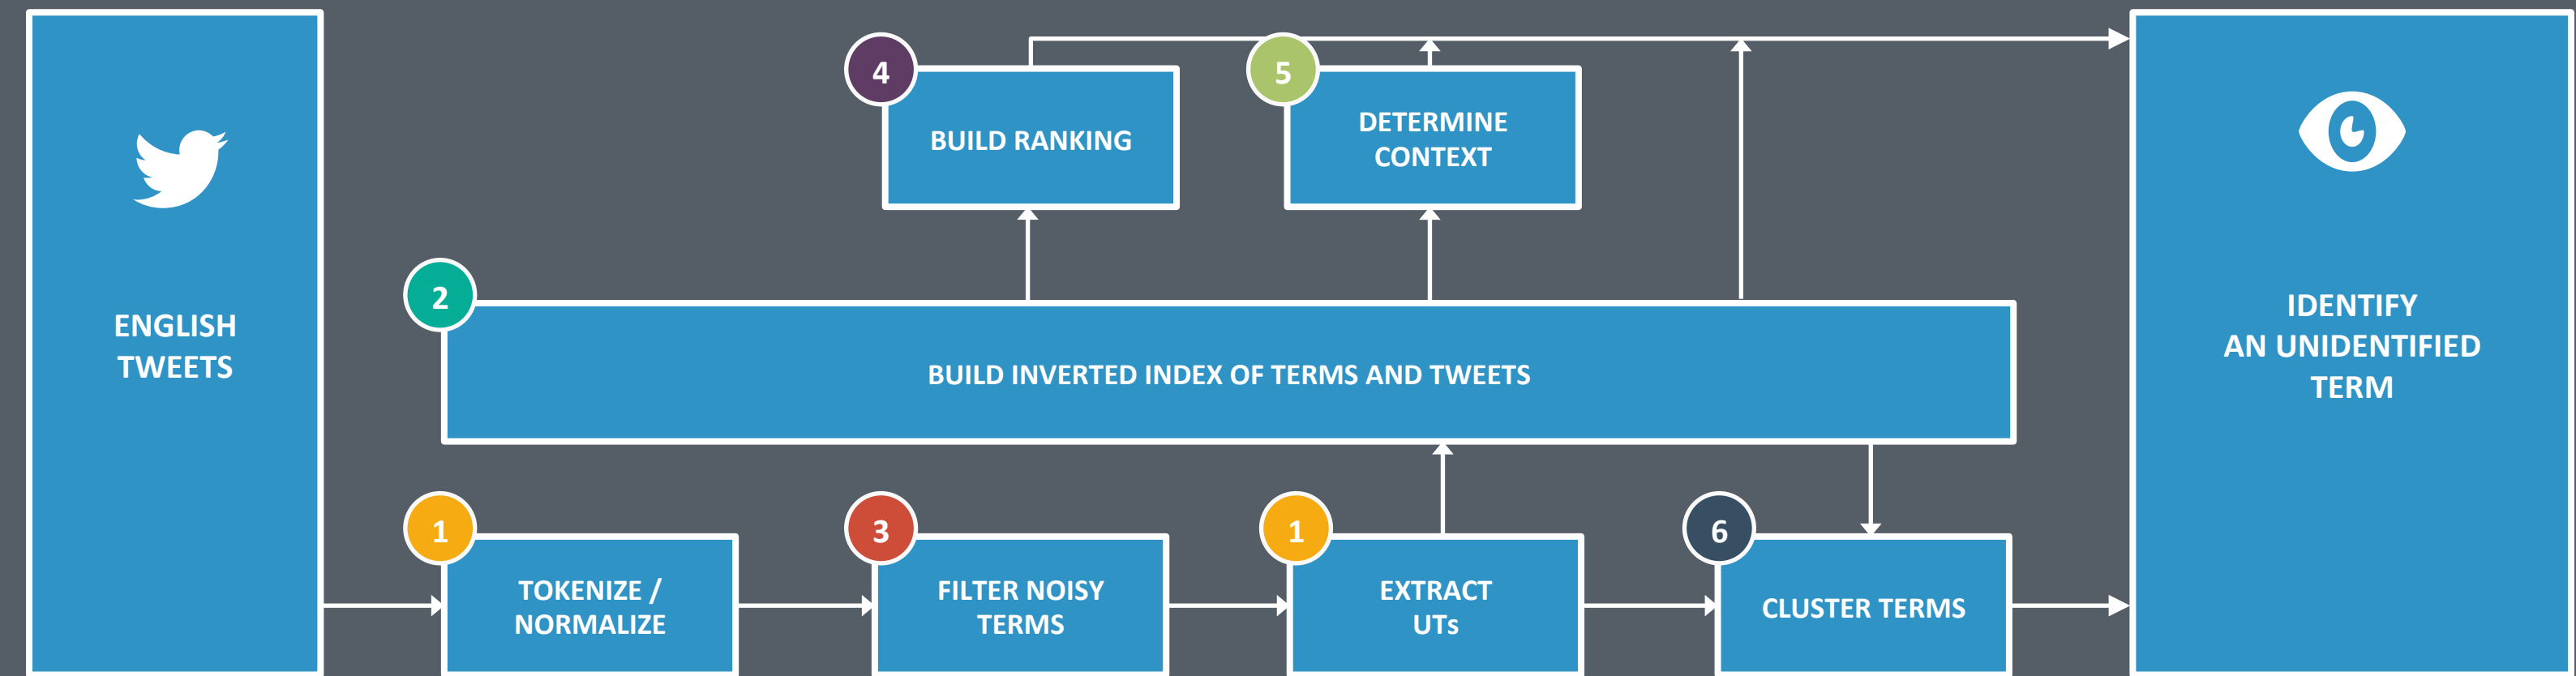 ENGLISH
TWEETS
4
BUILD RANKING
5
DETERMINE
CONTEXT
2
BUILD INVERTED INDEX OF TERMS AND TWEETS
1
TOKENIZE /
NORMALIZE
3
FILTER NOISY
TERMS
1
EXTRACT
UTs
6
CLUSTER TERMS
IDENTIFY
AN UNIDENTIFIED
TERM